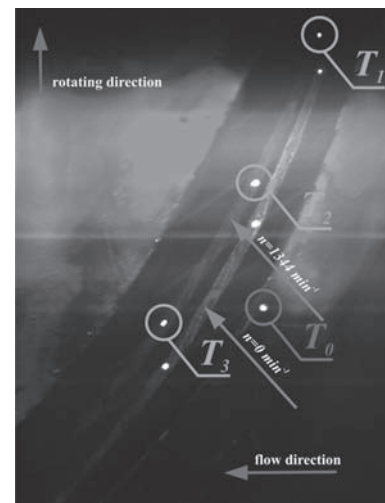 T1
rotating direction
T2
n=1344 min⁻¹
T3
n=0 min⁻¹
T0
flow direction